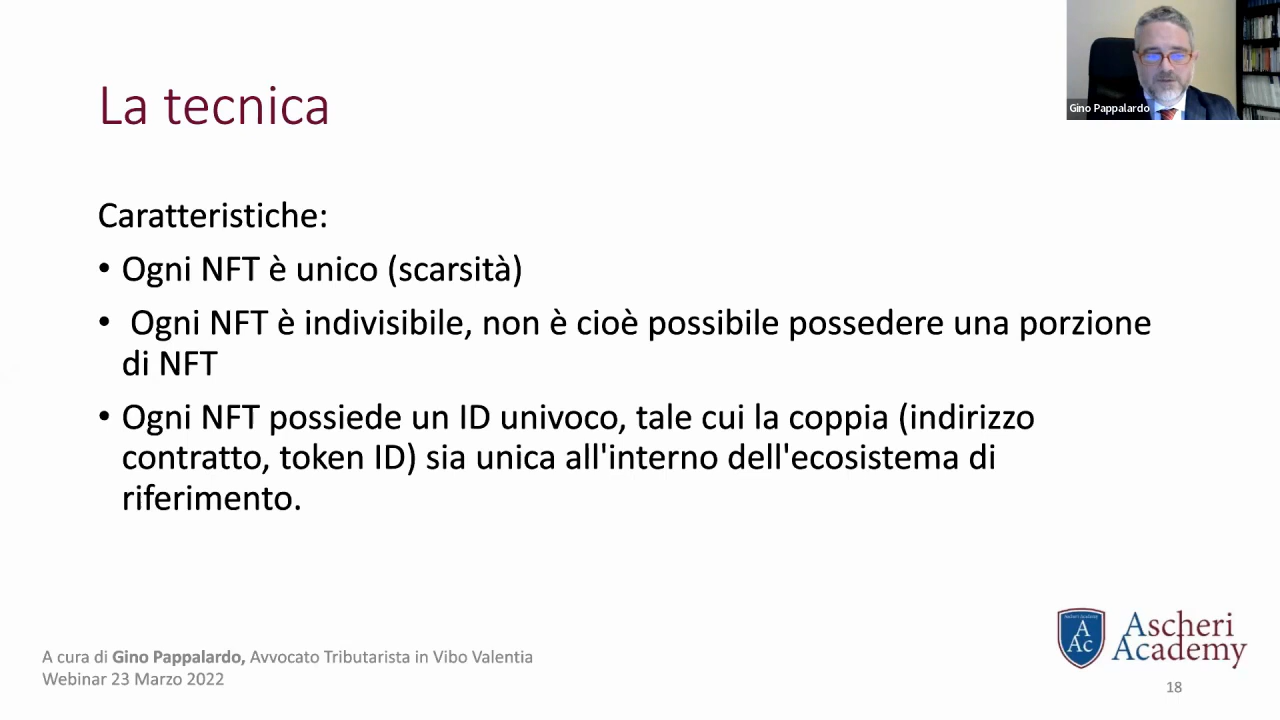 La tecnica
Gino Pappalardo
Caratteristiche:
• Ogni NFT è unico (scarsità)
• Ogni NFT è indivisibile, non è cioè possibile possedere una porzione
di NFT
• Ogni NFT possiede un ID univoco, tale cui la coppia (indirizzo
contratto, token ID) sia unica all'interno dell'ecosistema di
riferimento.
A cura di Gino Pappalardo, Avvocato Tributarista in Vibo Valentia
Webinar 23 Marzo 2022
Ascheri Academy
A
Ac
Ascheri
Academy
18